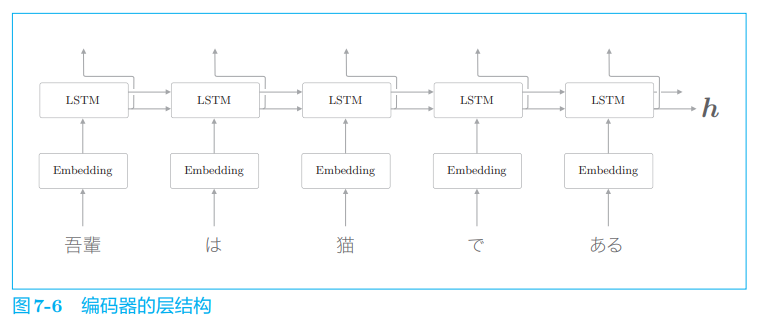 LSTM LSTM LSTM LSTM LSTM h
Embedding Embedding Embedding Embedding Embedding
吾輩 は 猫 で ある
图 7-6 编码器的层结构